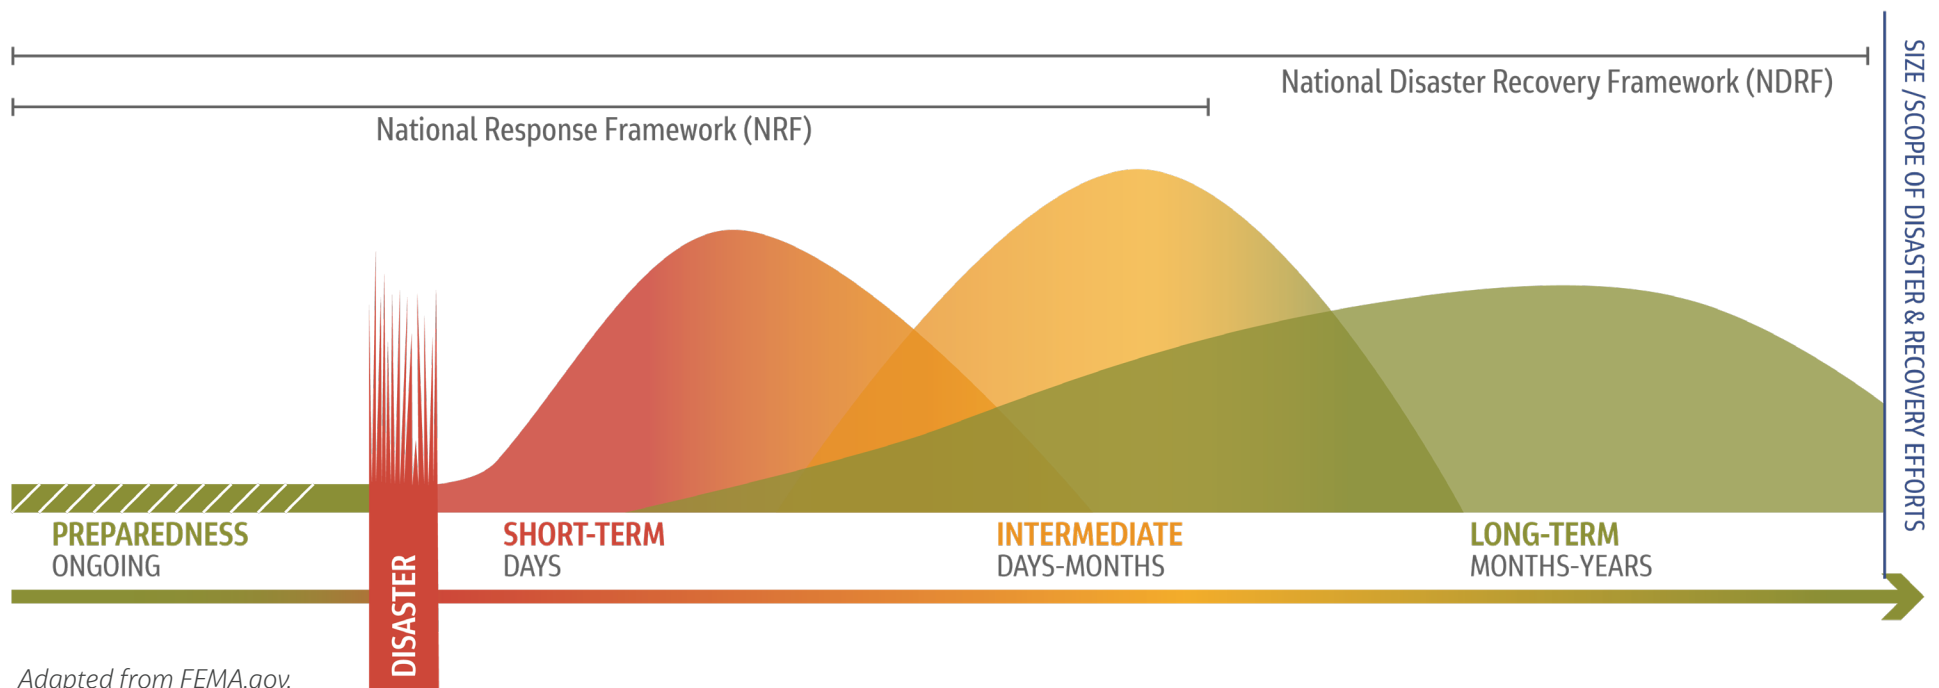 National Disaster Recovery Framework (NDRF)
National Response Framework (NRF)
SIZE /SCOPE OF DISASTER & RECOVERY EFFORTS
PREPAREDNESS
ONGOING
DISASTER
SHORT-TERM
DAYS
INTERMEDIATE
DAYS-MONTHS
LONG-TERM
MONTHS-YEARS
Adapted from FEMA.gov.